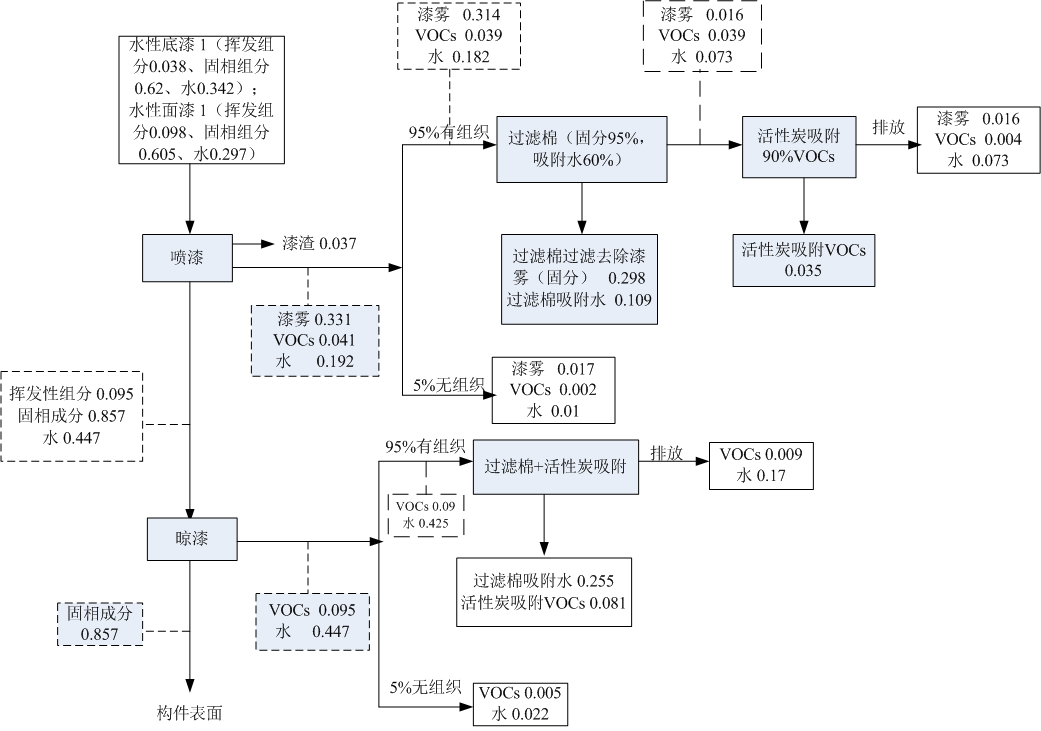 水性底漆 1（挥发组
分0.038、固相组分
0.62、水0.342）；
水性面漆 1（挥发组
分0.098、固相组分
0.605、水0.297）
漆雾 0.314
VOCs 0.039
水 0.182
漆雾 0.016
VOCs 0.039
水 0.073
95%有组织
过滤棉（固分95%，
吸附水60%）
活性炭吸附
90%VOCs
排放
漆雾 0.016
VOCs 0.004
水 0.073
喷漆
漆渣 0.037
过滤棉过滤去除漆
雾（固分） 0.298
过滤棉吸附水 0.109
活性炭吸附VOCs
0.035
漆雾 0.331
VOCs 0.041
水 0.192
5%无组织
漆雾 0.017
VOCs 0.002
水 0.01
挥发性组分 0.095
固相成分 0.857
水 0.447
95%有组织
过滤棉+活性炭吸附
排放
VOCs 0.009
水 0.17
VOCs 0.09
水 0.425
晾漆
过滤棉吸附水 0.255
活性炭吸附VOCs 0.081
固相成分
0.857
VOCs 0.095
水 0.447
5%无组织
VOCs 0.005
水 0.022
构件表面